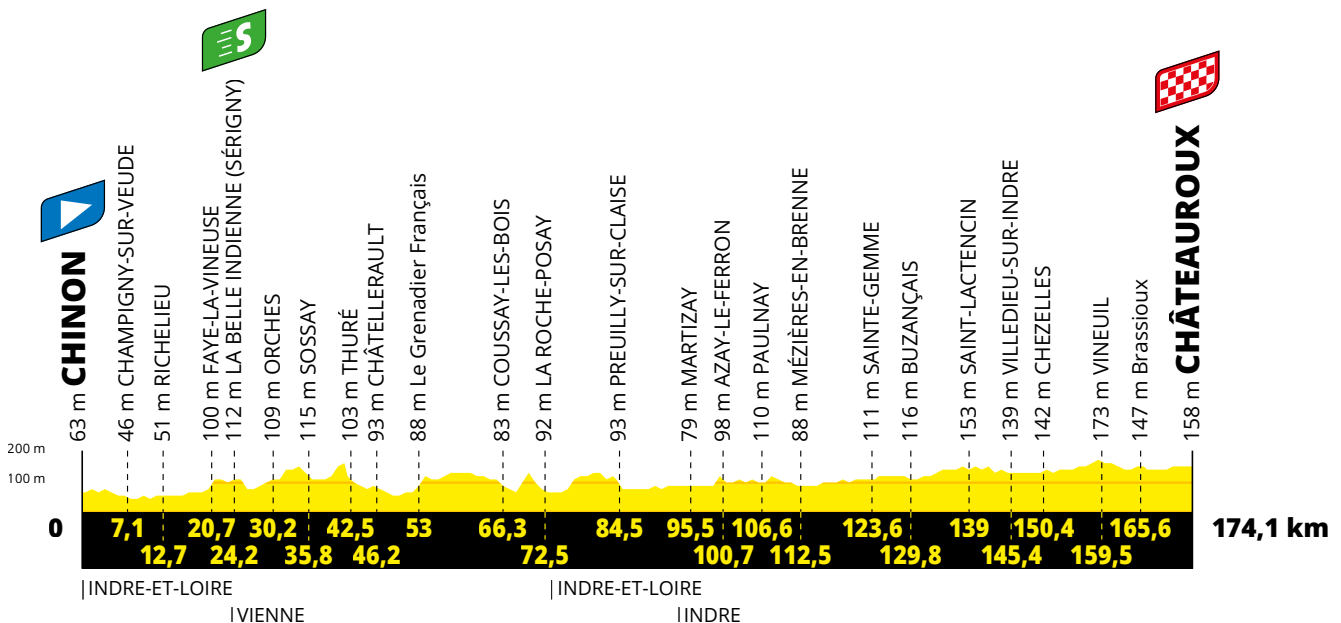 S
63 m CHINON
46 m CHAMPIGNY-SUR-VEUDE
51 m RICHELIEU
100 m FAYE-LA-VINEUSE
112 m LA BELLE INDIENNE (SÉRIGNY)
109 m ORCHES
115 m SOSSAY
103 m THURÉ
93 m CHÂTELLERAULT
88 m Le Grenadier Français
83 m COUSSAY-LES-BOIS
92 m LA ROCHE-POSAY
93 m PREUILLY-SUR-CLAISE
79 m MARTIZAY
98 m AZAY-LE-FERRON
110 m PAULNAY
88 m MÉZIÈRES-EN-BRENNE
111 m SAINTE-GEMME
116 m BUZANÇAIS
153 m SAINT-LACTENCIN
139 m VILLEDIEU-SUR-INDRE
142 m CHEZELLES
173 m VINEUIL
147 m Brassioux
158 m CHÂTEAUROUX
200 m
100 m
0 7,1 20,7 30,2 42,5 53 66,3 84,5 95,5 106,6 123,6 139 150,4 165,6 174,1 km
12,7 24,2 35,8 46,2 72,5 100,7 112,5 129,8 145,4 159,5
|INDRE-ET-LOIRE |INDRE-ET-LOIRE
|VIENNE |INDRE